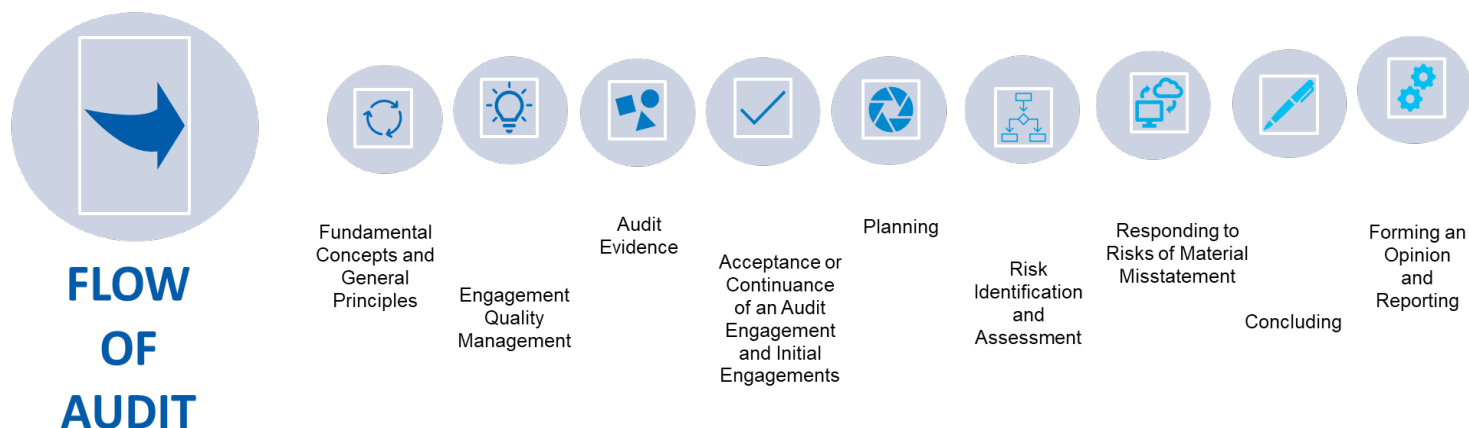 FLOW
OF
AUDIT
Fundamental
Concepts and
General
Principles
Engagement
Quality
Management
Audit
Evidence
Acceptance or
Continuance
of an Audit
Engagement
and Initial
Engagements
Planning
Risk
Identification
and
Assessment
Responding to
Risks of Material
Misstatement
Concluding
Forming an
Opinion
and
Reporting